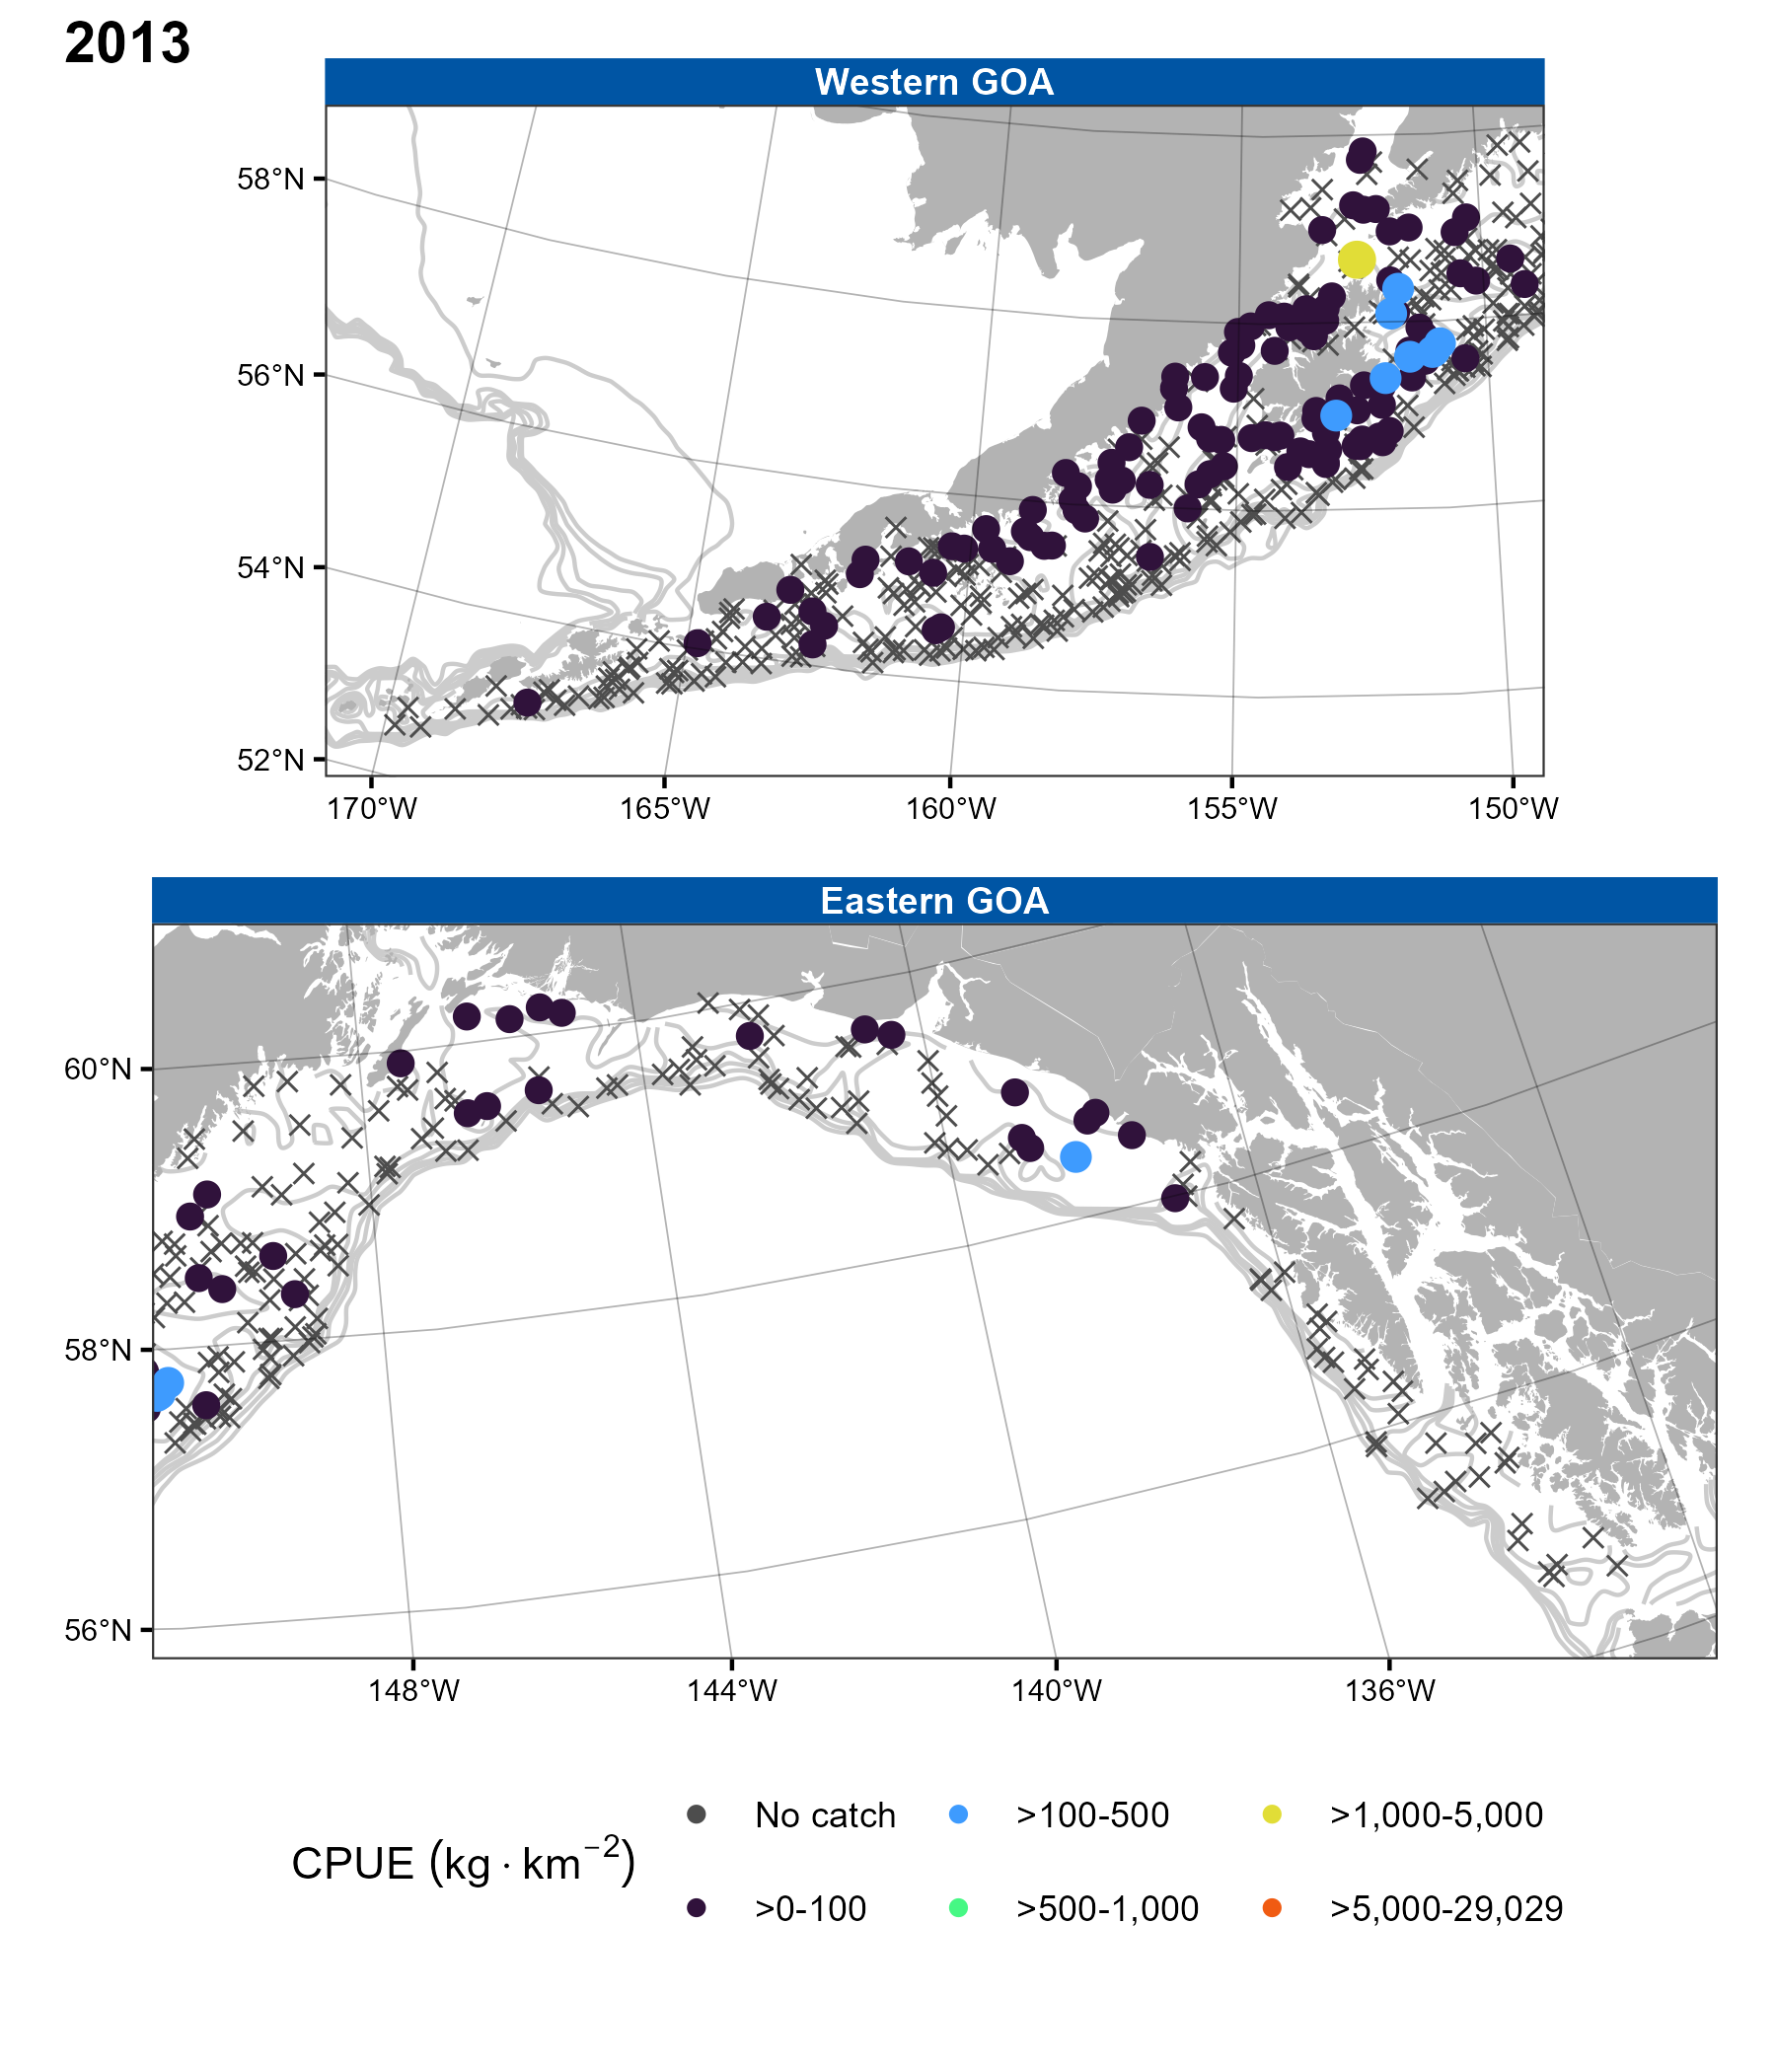 2013
Western GOA
58°N
56°N
54°N
52°N
170°W 165°W 160°W 155°W 150°W
Eastern GOA
60°N
58°N
56°N
148°W 144°W 140°W 136°W
CPUE (kg · km⁻²)
No catch >100-500 >1,000-5,000
>0-100 >500-1,000 >5,000-29,029